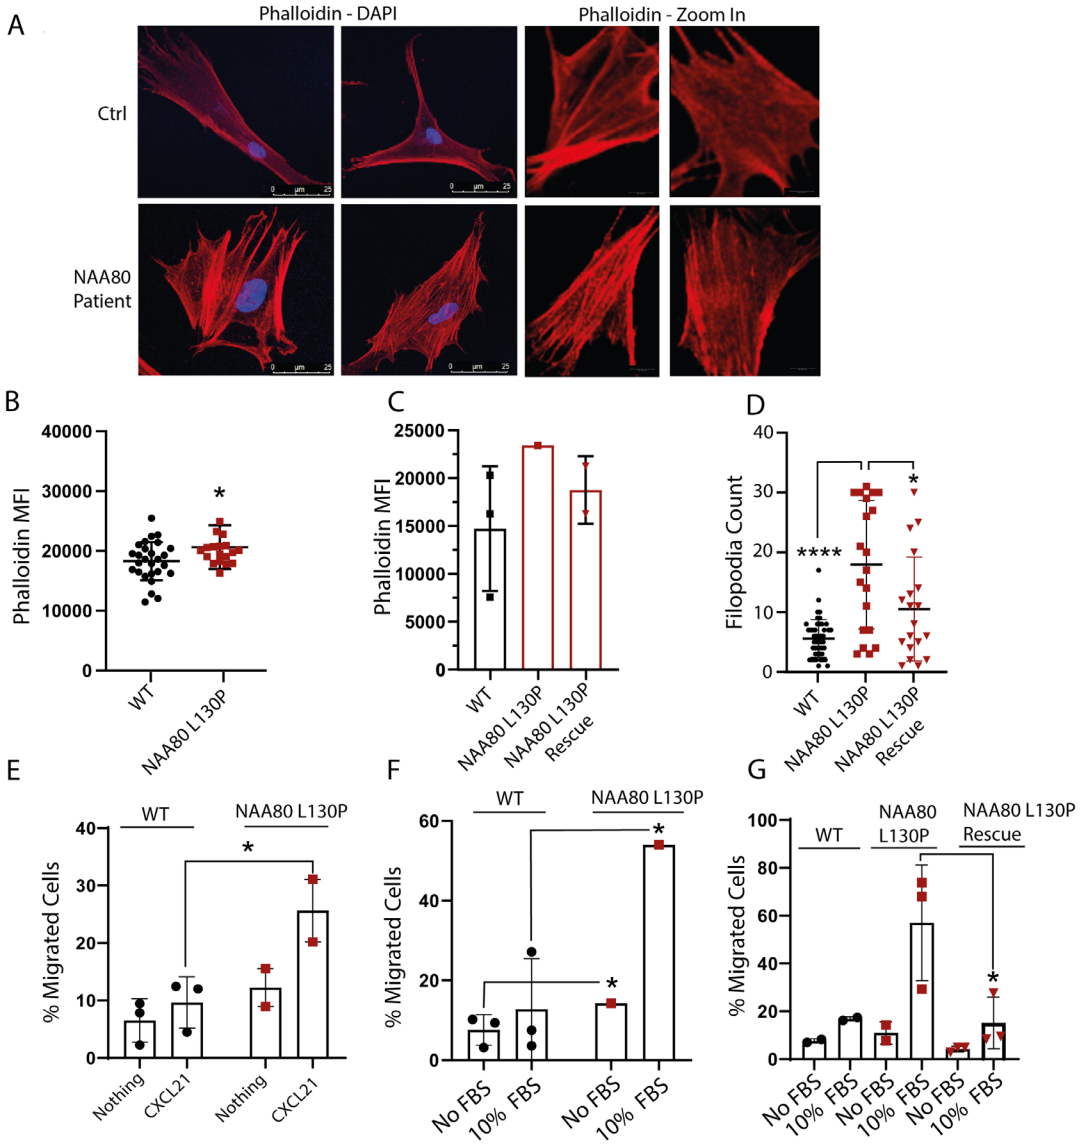 A
Phalloidin - DAPI
Phalloidin - Zoom In
Ctrl
0 µm 25
0 µm 25
NAA80
Patient
0 µm 25
0 µm 25
B
Phalloidin MFI
40000
30000
20000
10000
0
*
WT
NAA80 L130P
C
Phalloidin MFI
25000
20000
15000
10000
5000
0
WT
NAA80 L130P
NAA80 L130P
Rescue
D
Filopodia Count
40
30
20
10
0
****
*
WT
NAA80 L130P
NAA80 L130P
Rescue
E
WT
NAA80 L130P
% Migrated Cells
40
30
20
10
0
*
Nothing
CXCL21
Nothing
CXCL21
F
WT
NAA80 L130P
% Migrated Cells
60
40
20
0
*
*
No FBS
10% FBS
No FBS
10% FBS
G
WT
NAA80
L130P
NAA80 L130P
Rescue
% Migrated Cells
100
80
60
40
20
0
*
No FBS
10% FBS
No FBS
10% FBS
No FBS
10% FBS